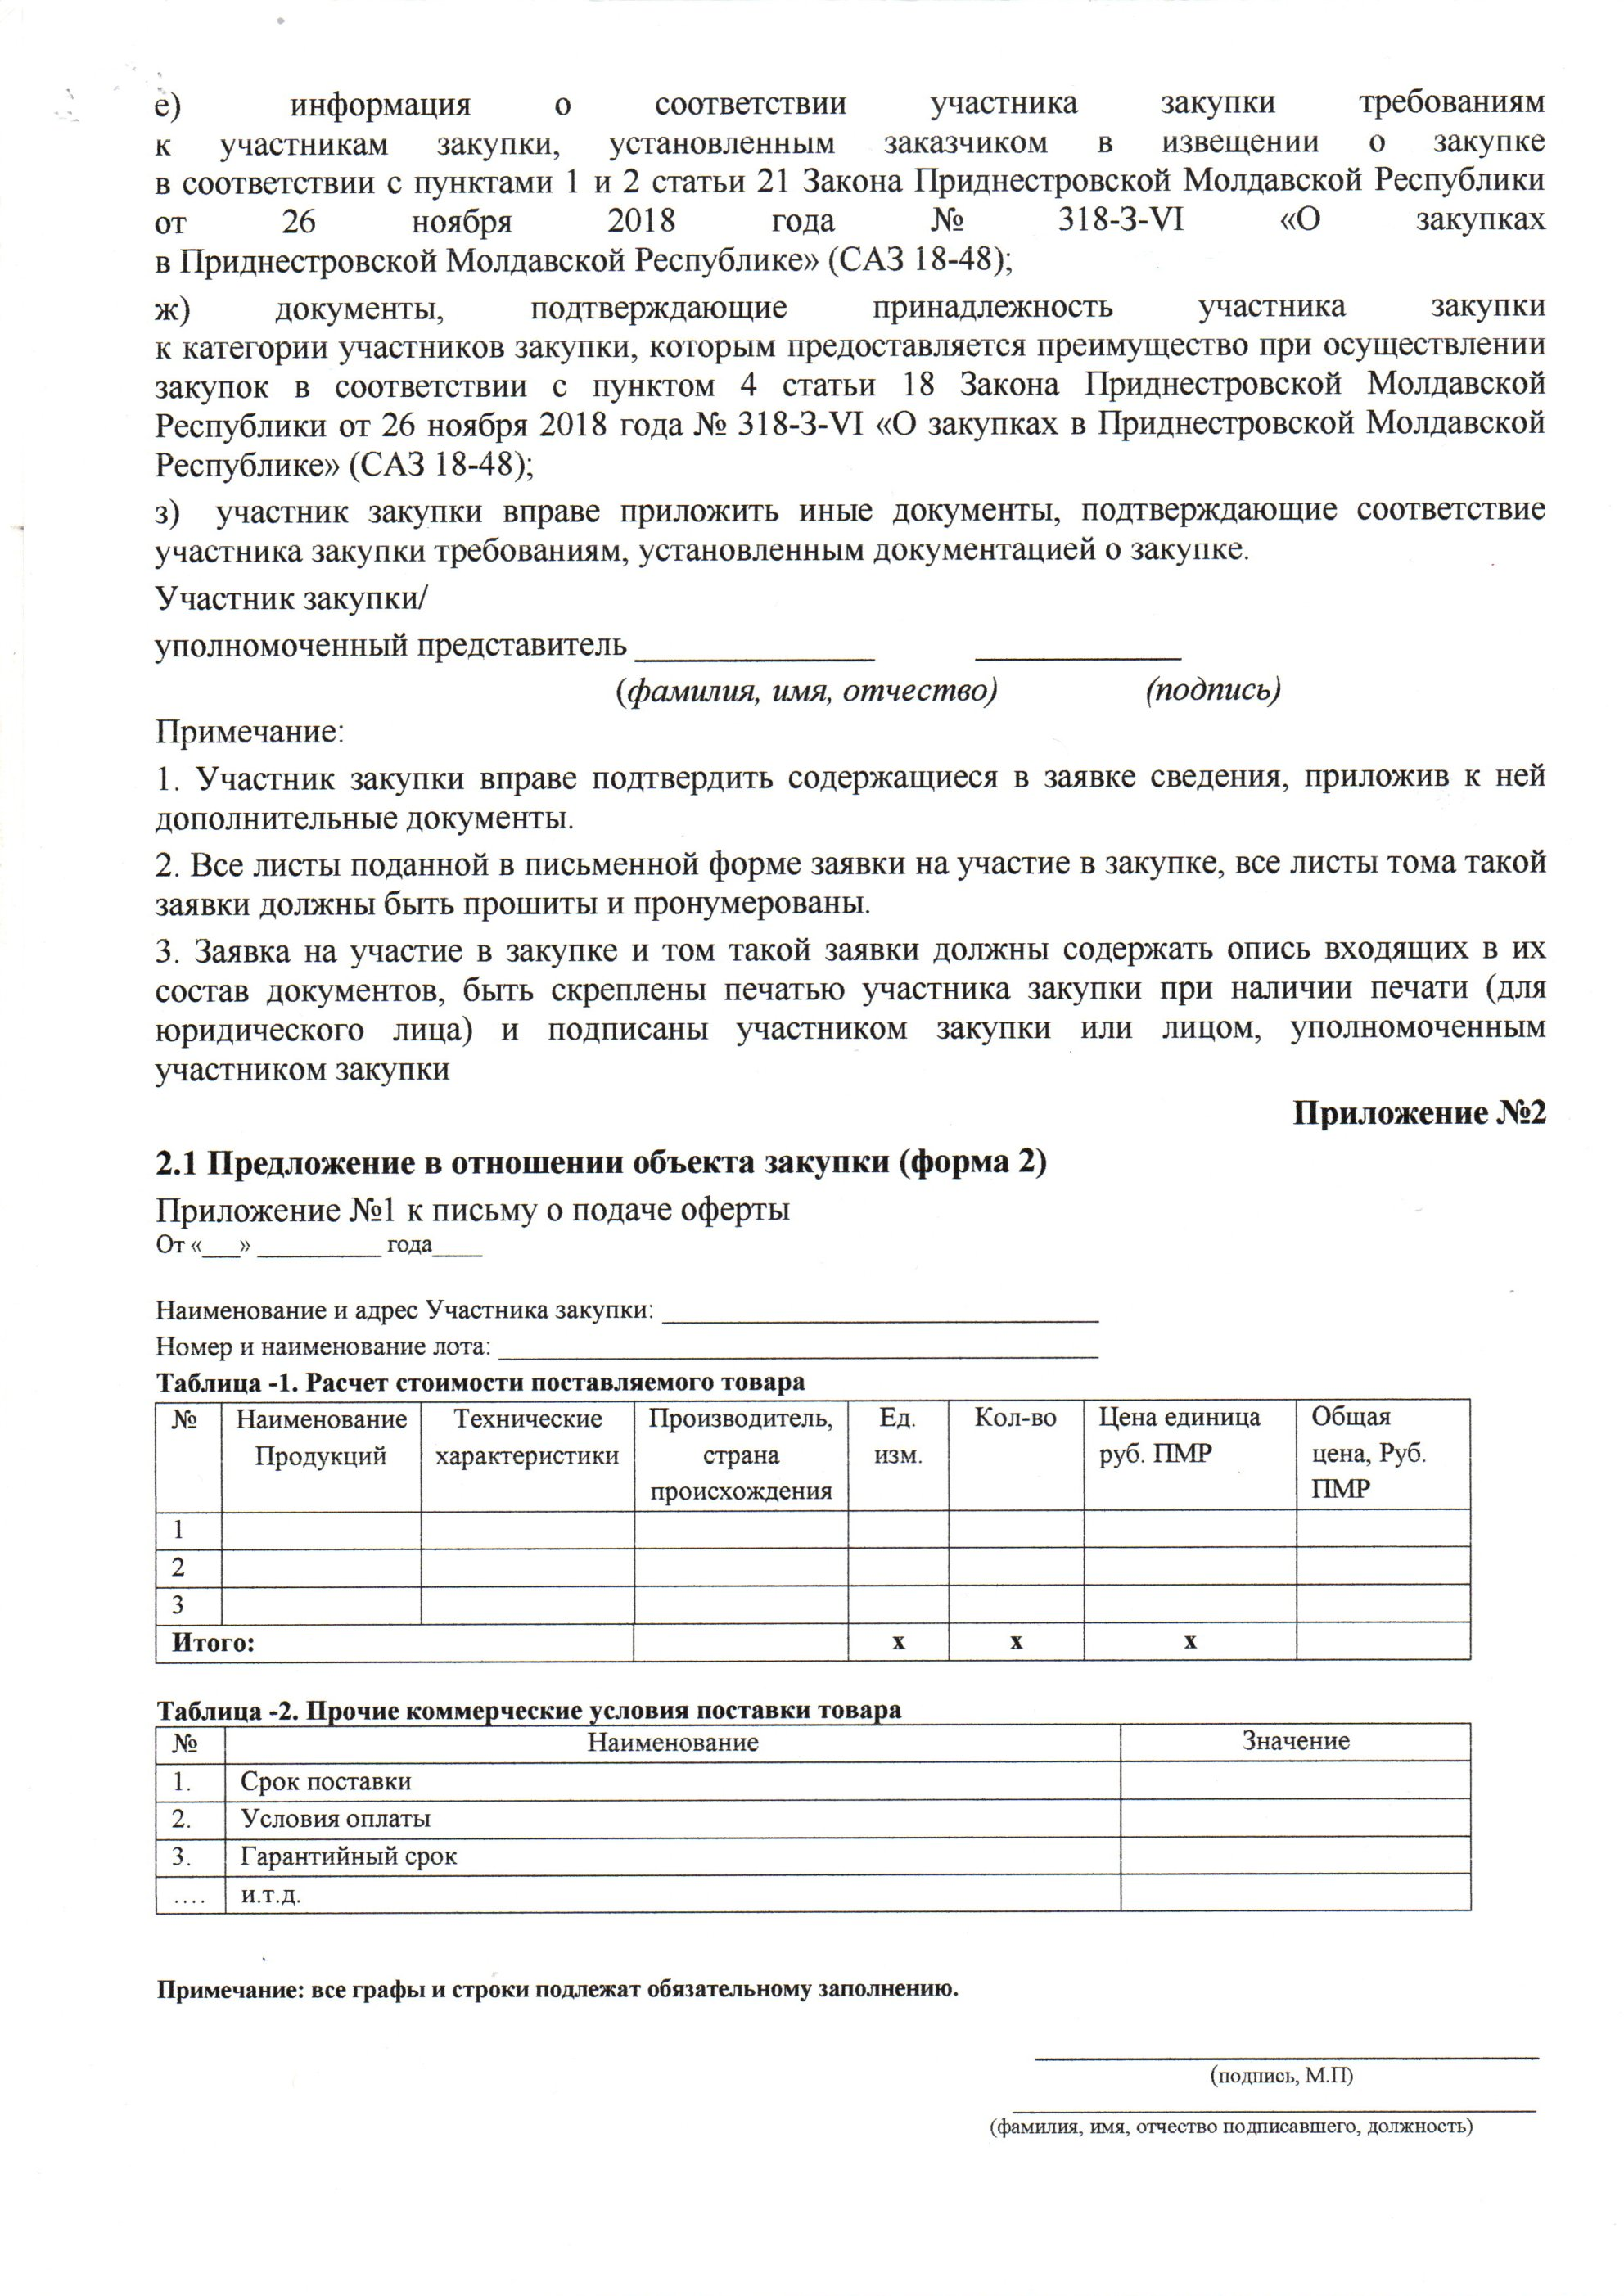 е) информация о соответствии участника закупки требованиям
к участникам закупки, установленным заказчиком в извещении о закупке
в соответствии с пунктами 1 и 2 статьи 21 Закона Приднестровской Молдавской Республики
от 26 ноября 2018 года № 318-З-VI «О закупках
в Приднестровской Молдавской Республике» (САЗ 18-48);
ж) документы, подтверждающие принадлежность участника закупки
к категории участников закупки, которым предоставляется преимущество при осуществлении
закупок в соответствии с пунктом 4 статьи 18 Закона Приднестровской Молдавской
Республики от 26 ноября 2018 года № 318-З-VI «О закупках в Приднестровской Молдавской
Республике» (САЗ 18-48);
з) участник закупки вправе приложить иные документы, подтверждающие соответствие
участника закупки требованиям, установленным документацией о закупке.
Участник закупки/
уполномоченный представитель ______________ ____________
(фамилия, имя, отчество) (подпись)
Примечание:
1. Участник закупки вправе подтвердить содержащиеся в заявке сведения, приложив к ней
дополнительные документы.
2. Все листы поданной в письменной форме заявки на участие в закупке, все листы тома такой
заявки должны быть прошиты и пронумерованы.
3. Заявка на участие в закупке и том такой заявки должны содержать опись входящих в их
состав документов, быть скреплены печатью участника закупки при наличии печати (для
юридического лица) и подписаны участником закупки или лицом, уполномоченным
участником закупки
Приложение №2
2.1 Предложение в отношении объекта закупки (форма 2)
Приложение №1 к письму о подаче оферты
От «___» __________ года____
Наименование и адрес Участника закупки: ___________________________________
Номер и наименование лота: ________________________________________________
Таблица -1. Расчет стоимости поставляемого товара
№ Наименование Технические Производитель, Ед. Кол-во Цена единица Общая
Продукций характеристики страна изм. руб. ПМР цена, Руб.
происхождения ПМР
1
2
3
Итого: х х х
Таблица -2. Прочие коммерческие условия поставки товара
№ Наименование Значение
1. Срок поставки
2. Условия оплаты
3. Гарантийный срок
.... и.т.д.
Примечание: все графы и строки подлежат обязательному заполнению.
(подпись, М.П)
(фамилия, имя, отчество подписавшего, должность)